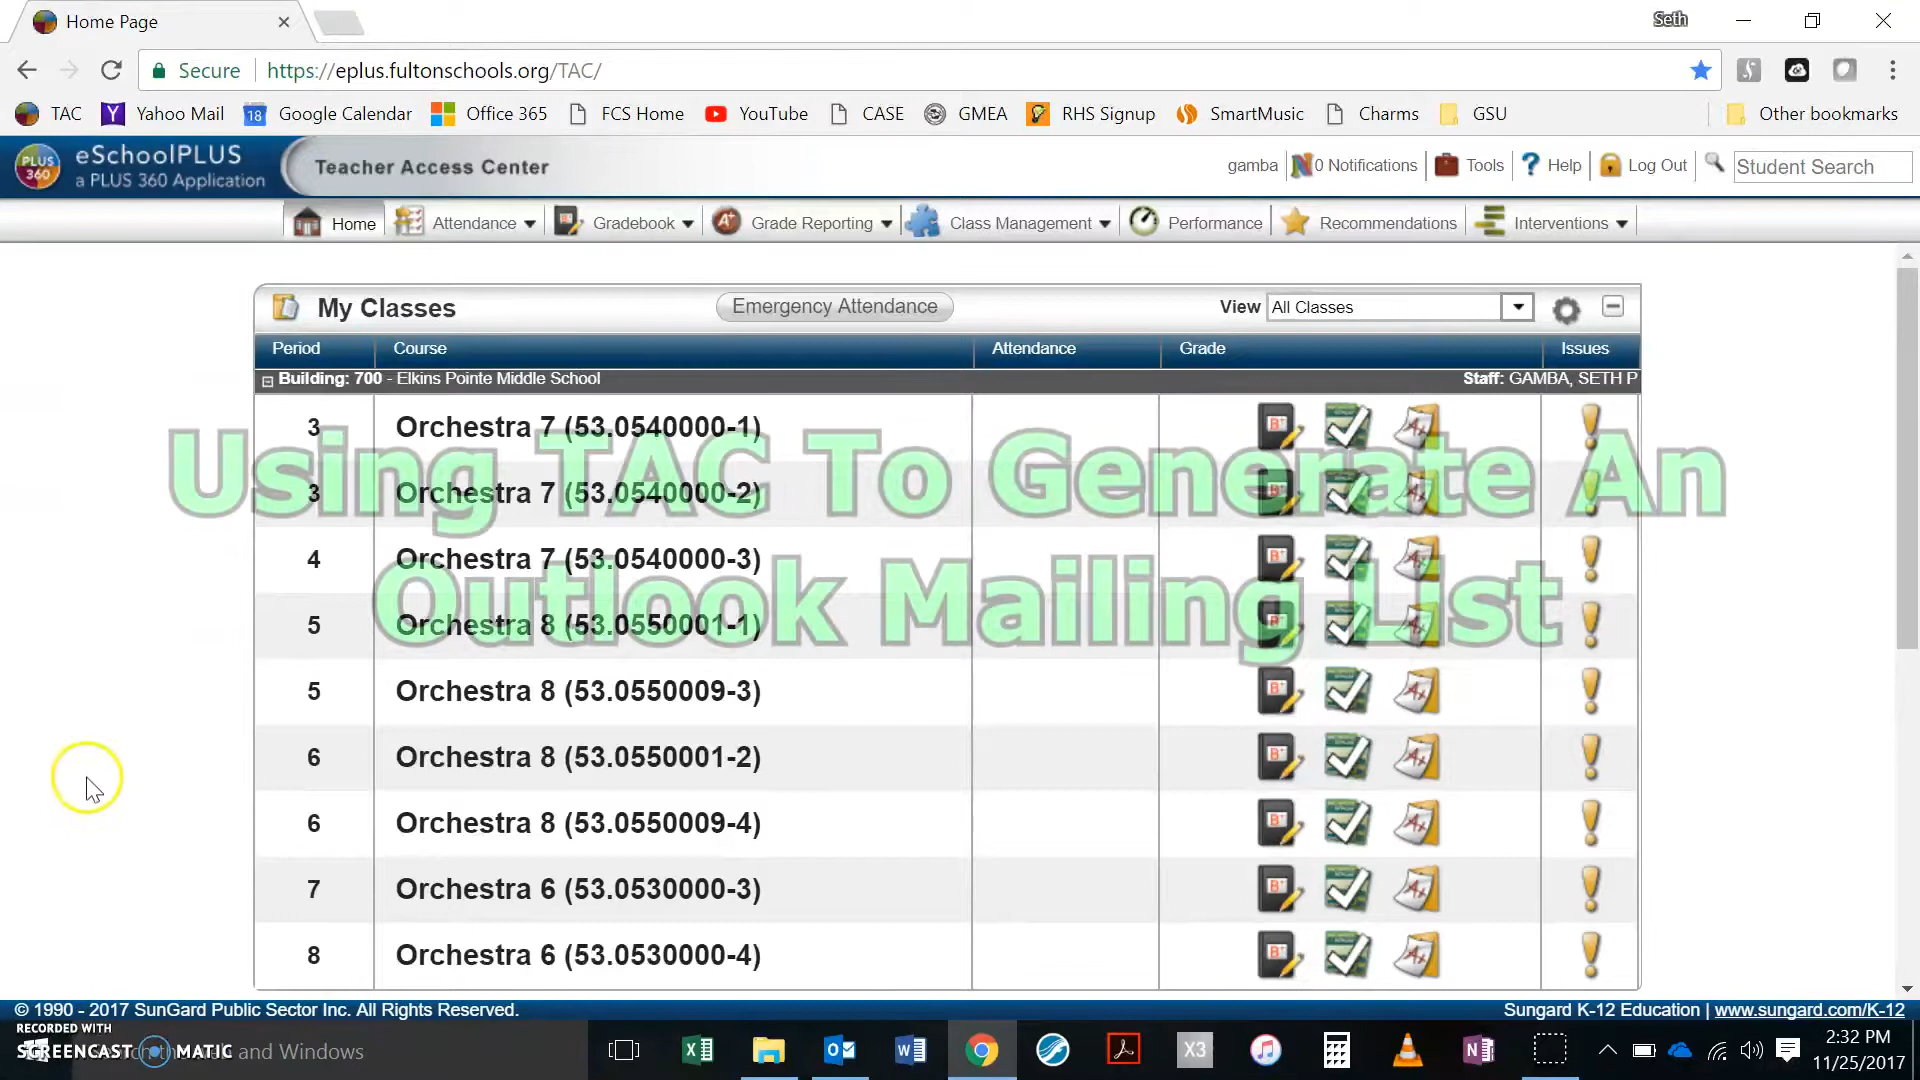 Home Page
Seth
Secure https://eplus.fultonschools.org/TAC/
TAC Yahoo Mail 18 Google Calendar Office 365 FCS Home YouTube CASE GMEA RHS Signup SmartMusic Charms GSU Other bookmarks
PLUS 360 eSchoolPLUS
a PLUS 360 Application
Teacher Access Center
gamba 0 Notifications Tools Help Log Out Student Search
Home Attendance Gradebook Grade Reporting Class Management Performance Recommendations Interventions
My Classes Emergency Attendance View All Classes
Period Course Attendance Grade Issues
Building: 700 - Elkins Pointe Middle School Staff: GAMBA, SETH P
3 Orchestra 7 (53.0540000-1)
Using TAC To Generate An
3 Orchestra 7 (53.0540000-2)
4 Orchestra 7 (53.0540000-3)
Outlook Mailing List
5 Orchestra 8 (53.0550001-1)
5 Orchestra 8 (53.0550009-3)
6 Orchestra 8 (53.0550001-2)
6 Orchestra 8 (53.0550009-4)
7 Orchestra 6 (53.0530000-3)
8 Orchestra 6 (53.0530000-4)
© 1990 - 2017 SunGard Public Sector Inc. All Rights Reserved. Sungard K-12 Education | www.sungard.com/K-12
RECORDED WITH
SCREENCAST MATIC
and Windows
X3
2:32 PM
11/25/2017